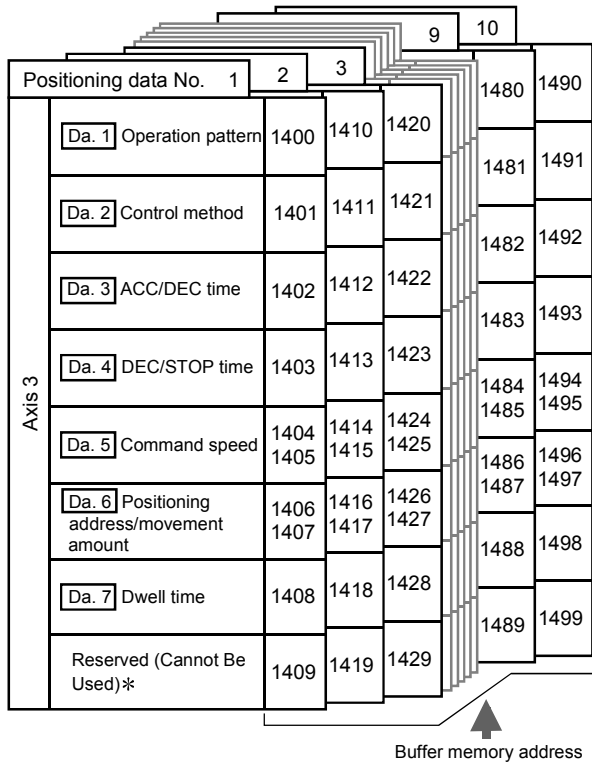 Positioning data No. 1 2 3 9 10
Axis 3
Da. 1 Operation pattern 1400 1410 1420 1480 1490
Da. 2 Control method 1401 1411 1421 1481 1491
Da. 3 ACC/DEC time 1402 1412 1422 1482 1492
Da. 4 DEC/STOP time 1403 1413 1423 1483 1493
Da. 5 Command speed 1404 1414 1424 1484 1494
1405 1415 1425 1485 1495
Da. 6 Positioning
address/movement
amount
1406 1416 1426 1486 1496
1407 1417 1427 1487 1497
Da. 7 Dwell time 1408 1418 1428 1488 1498
Reserved (Cannot Be
Used)* 1409 1419 1429 1489 1499
Buffer memory address